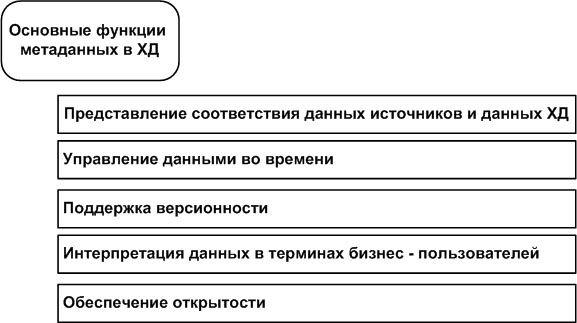 Основные функции
метаданных в ХД
Представление соответствия данных источников и данных ХД
Управление данными во времени
Поддержка версионности
Интерпретация данных в терминах бизнес - пользователей
Обеспечение открытости